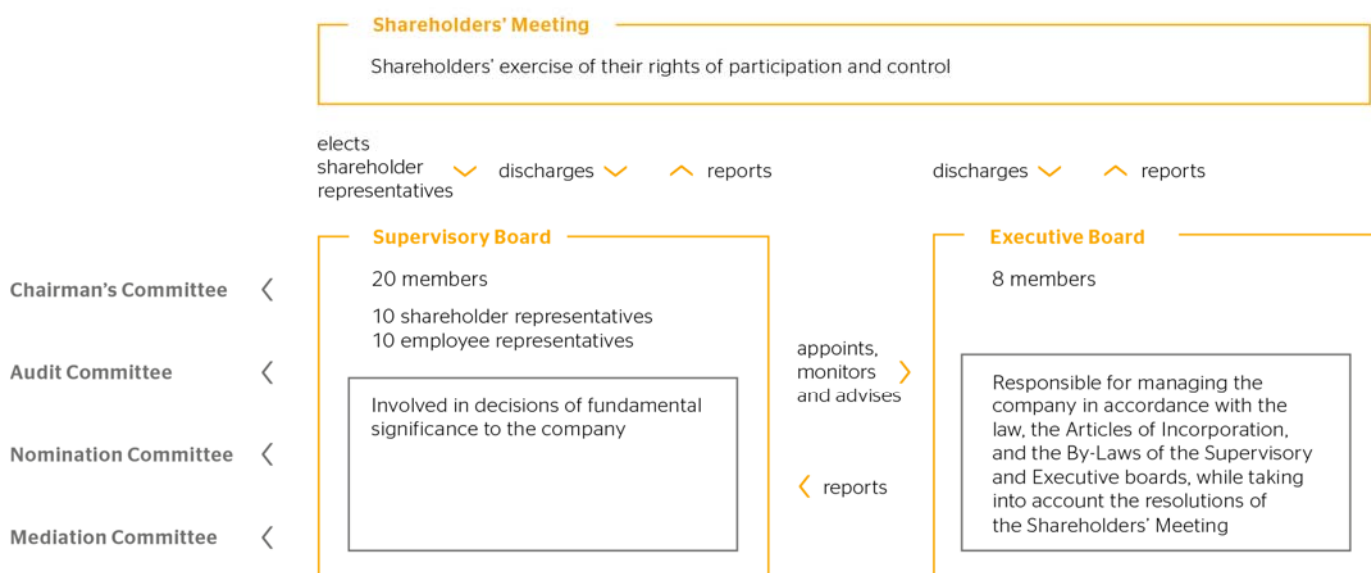 Shareholders’ Meeting
Shareholders’ exercise of their rights of participation and control
elects
shareholder
representatives
discharges
reports
discharges
reports
Supervisory Board
20 members
10 shareholder representatives
10 employee representatives
Involved in decisions of fundamental
significance to the company
Chairman’s Committee
Audit Committee
Nomination Committee
Mediation Committee
appoints,
monitors
and advises
reports
Executive Board
8 members
Responsible for managing the
company in accordance with the
law, the Articles of Incorporation,
and the By-Laws of the Supervisory
and Executive boards, while taking
into account the resolutions of
the Shareholders’ Meeting